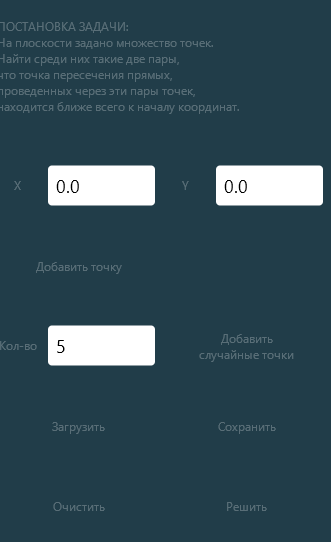 ПОСТАНОВКА ЗАДАЧИ:
На плоскости задано множество точек.
Найти среди них такие две пары,
что точка пересечения прямых,
проведенных через эти пары точек,
находится ближе всего к началу координат.
X 0.0 Y 0.0
Добавить точку
Кол-во 5 Добавить
случайные точки
Загрузить Сохранить
Очистить Решить